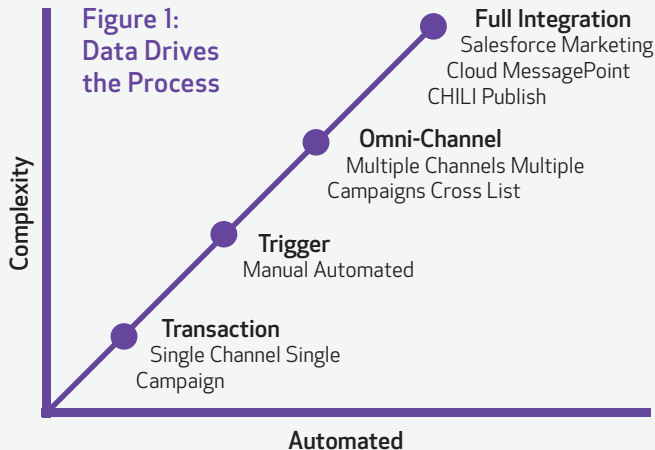 Figure 1:
Data Drives
the Process
Full Integration
Salesforce Marketing
Cloud MessagePoint
CHILI Publish
Omni-Channel
Multiple Channels Multiple
Campaigns Cross List
Trigger
Manual Automated
Transaction
Single Channel Single
Campaign
Complexity
Automated